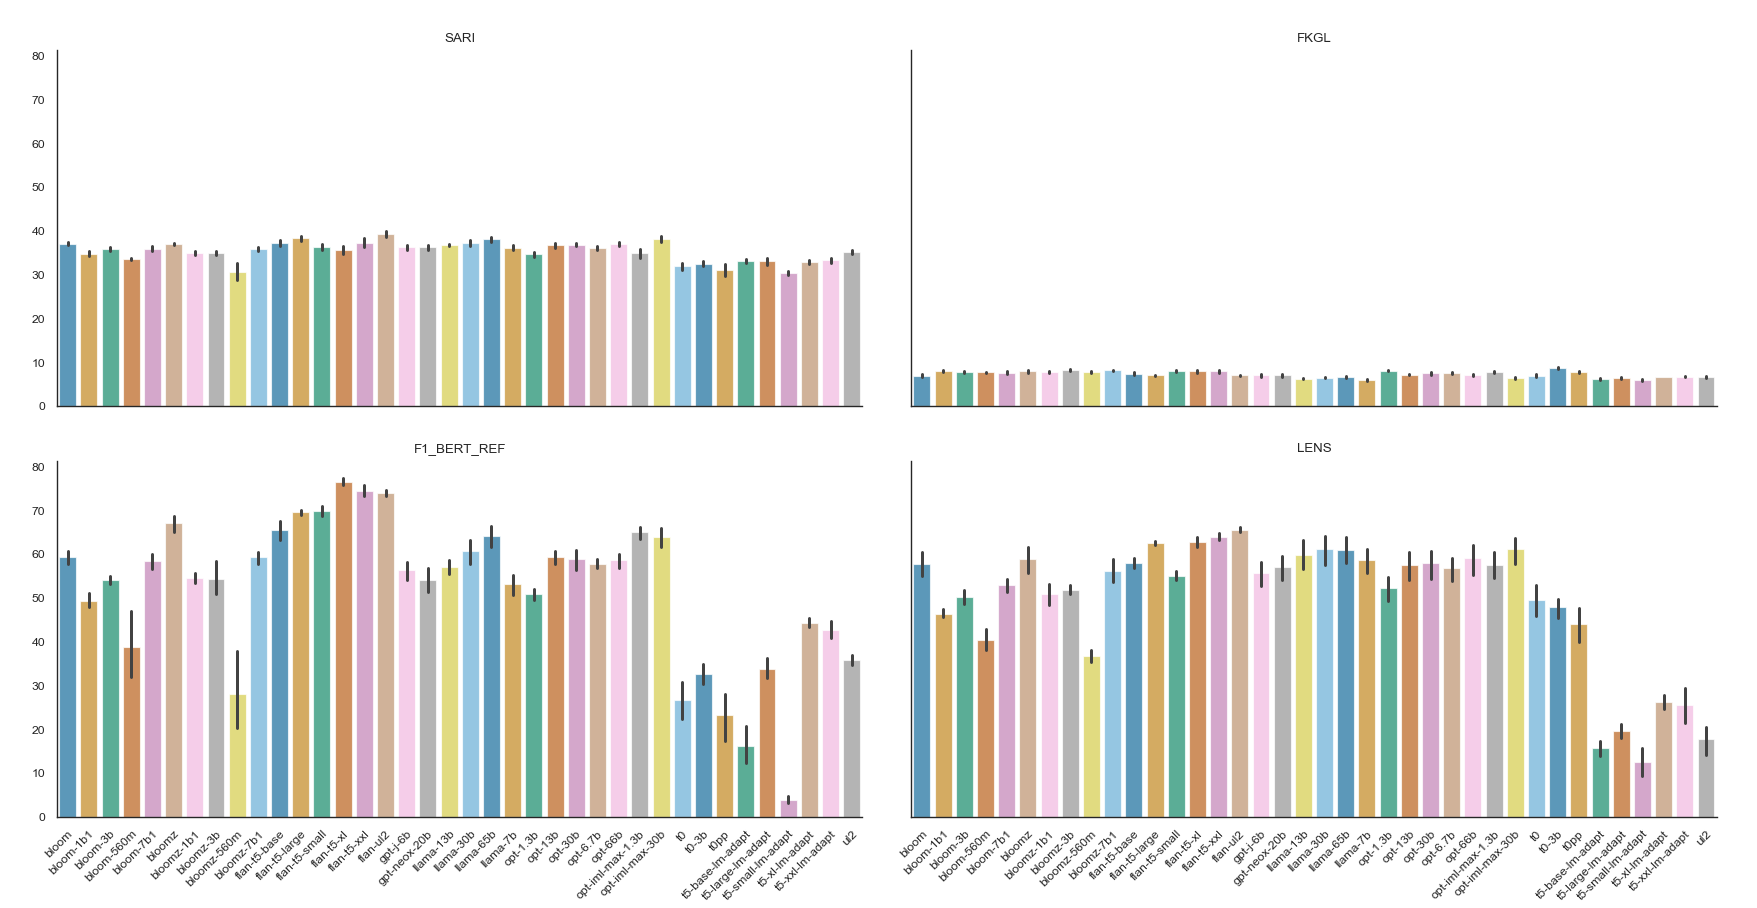 SARI
80
70
60
50
40
30
20
10
0
FKGL
F1_BERT_REF
80
70
60
50
40
30
20
10
0
bloom
bloom-1b1
bloom-3b
bloom-560m
bloom-7b1
bloomz
bloomz-1b1
bloomz-3b
bloomz-560m
bloomz-7b1
flan-t5-base
flan-t5-large
flan-t5-small
flan-t5-xl
flan-t5-xxl
flan-ul2
gpt-j-6b
gpt-neox-20b
llama-13b
llama-30b
llama-65b
llama-7b
opt-1.3b
opt-13b
opt-30b
opt-6.7b
opt-66b
opt-iml-max-1.3b
opt-iml-max-30b
t0
t0-3b
t0pp
t5-base-lm-adapt
t5-large-lm-adapt
t5-small-lm-adapt
t5-xl-lm-adapt
t5-xxl-lm-adapt
ul2
LENS
bloom
bloom-1b1
bloom-3b
bloom-560m
bloom-7b1
bloomz
bloomz-1b1
bloomz-3b
bloomz-560m
bloomz-7b1
flan-t5-base
flan-t5-large
flan-t5-small
flan-t5-xl
flan-t5-xxl
flan-ul2
gpt-j-6b
gpt-neox-20b
llama-13b
llama-30b
llama-65b
llama-7b
opt-1.3b
opt-13b
opt-30b
opt-6.7b
opt-66b
opt-iml-max-1.3b
opt-iml-max-30b
t0
t0-3b
t0pp
t5-base-lm-adapt
t5-large-lm-adapt
t5-small-lm-adapt
t5-xl-lm-adapt
t5-xxl-lm-adapt
ul2